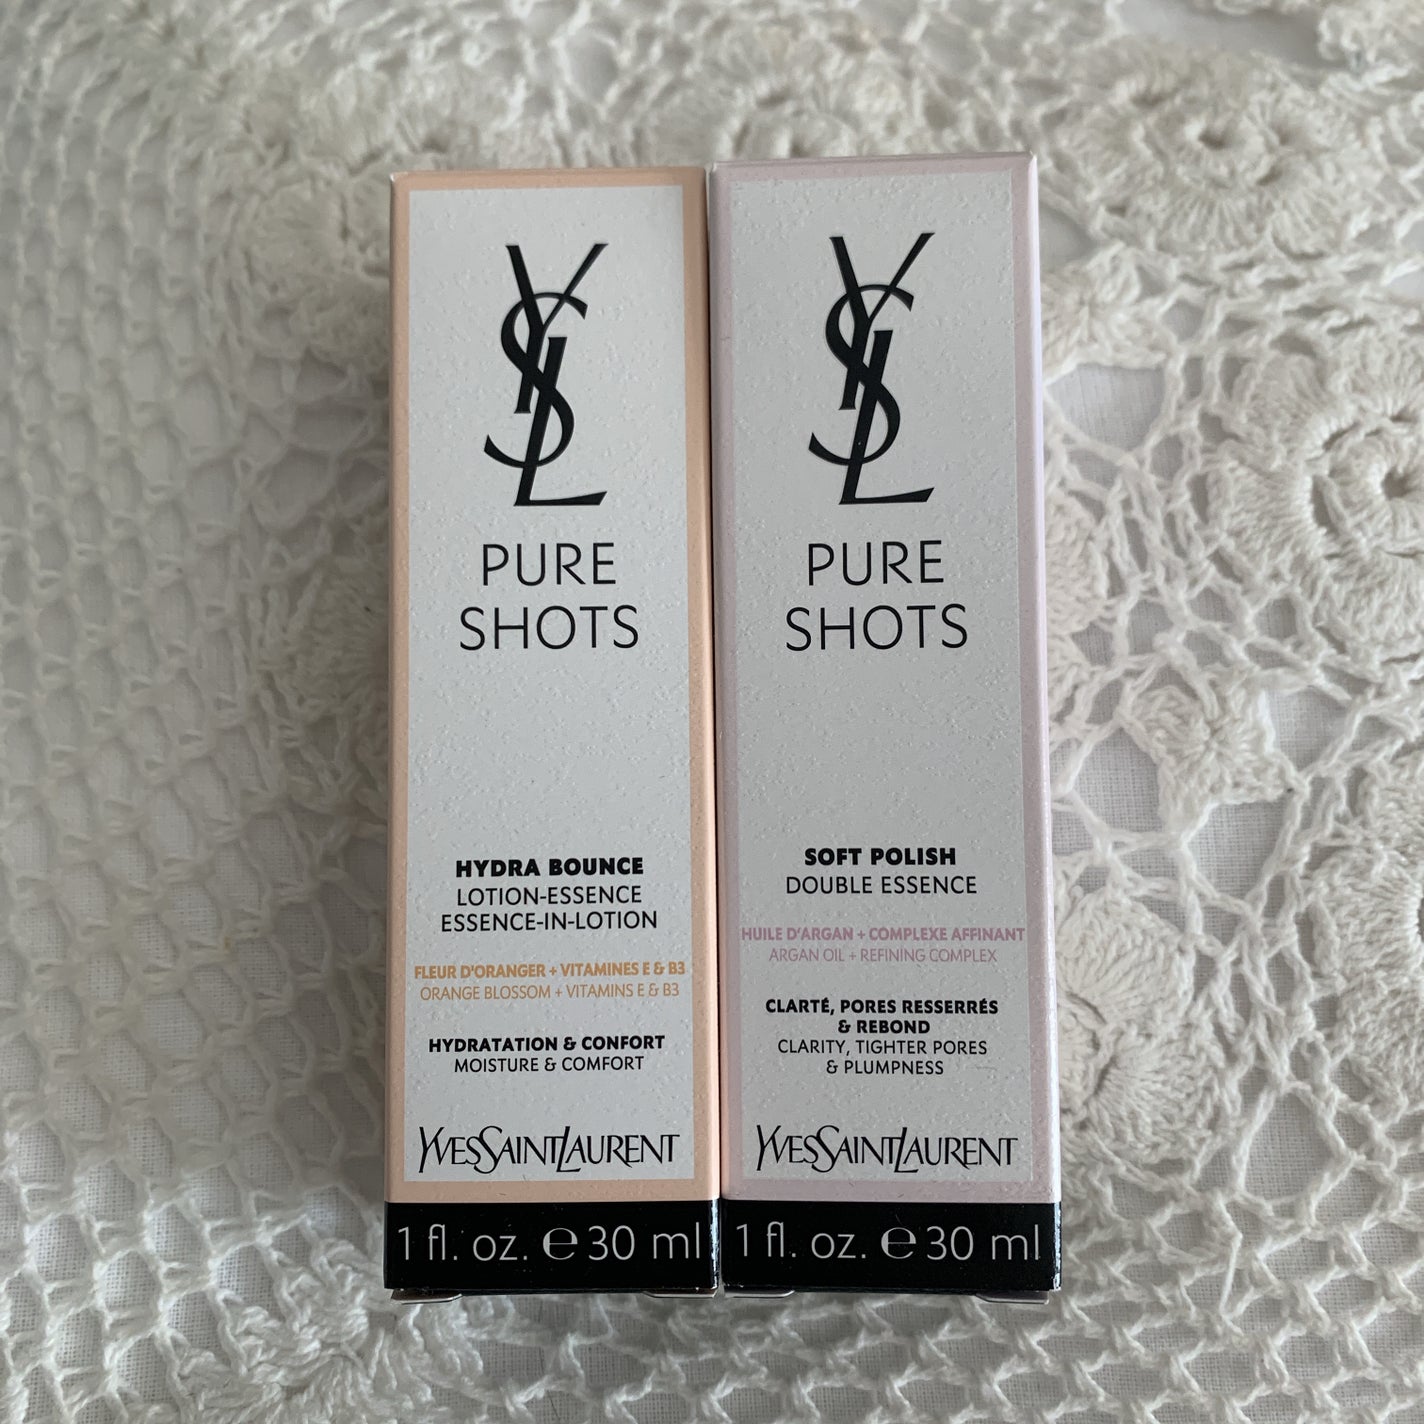 YSL
PURE
SHOTS
HYDRA BOUNCE
LOTION-ESSENCE
ESSENCE-IN-LOTION
FLEUR D'ORANGER + VITAMINES E & B3
ORANGE BLOSSOM + VITAMINS E & B3
HYDRATATION & CONFORT
MOISTURE & COMFORT
YVESSAINTLAURENT
1 fl. oz. ℮ 30 ml
YSL
PURE
SHOTS
SOFT POLISH
DOUBLE ESSENCE
HUILE D'ARGAN + COMPLEXE AFFINANT
ARGAN OIL + REFINING COMPLEX
CLARTÉ, PORES RESSERRÉS
& REBOND
CLARITY, TIGHTER PORES
& PLUMPNESS
YVESSAINTLAURENT
1 fl. oz. ℮ 30 ml